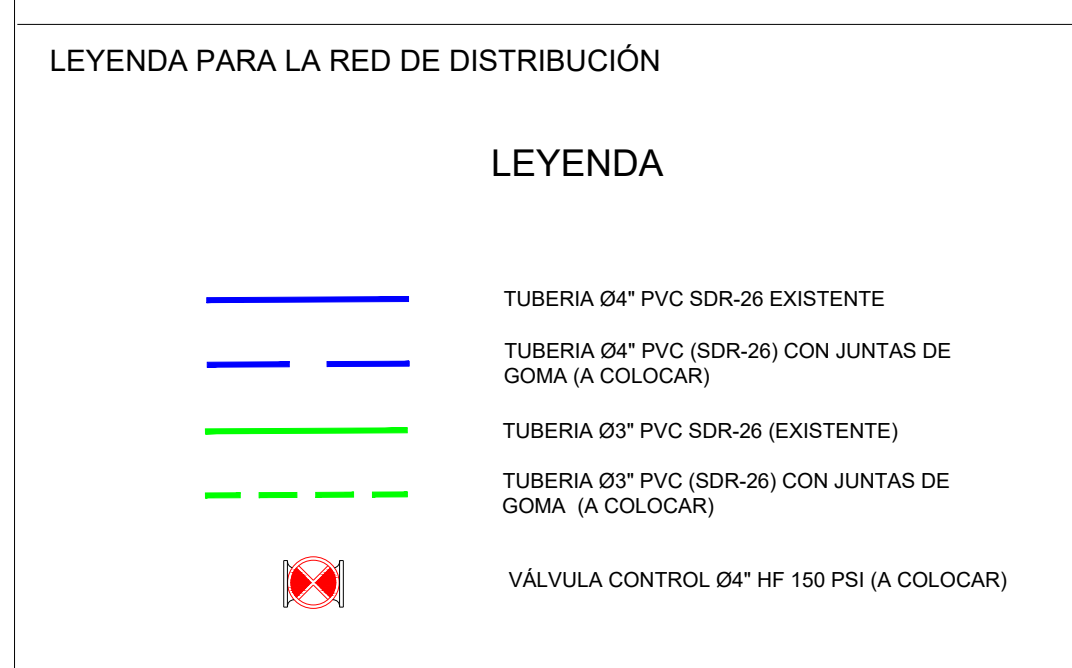 LEYENDA PARA LA RED DE DISTRIBUCIÓN
LEYENDA
TUBERIA Ø4" PVC SDR-26 EXISTENTE
TUBERIA Ø4" PVC (SDR-26) CON JUNTAS DE
GOMA (A COLOCAR)
TUBERIA Ø3" PVC SDR-26 (EXISTENTE)
TUBERIA Ø3" PVC (SDR-26) CON JUNTAS DE
GOMA (A COLOCAR)
VÁLVULA CONTROL Ø4" HF 150 PSI (A COLOCAR)